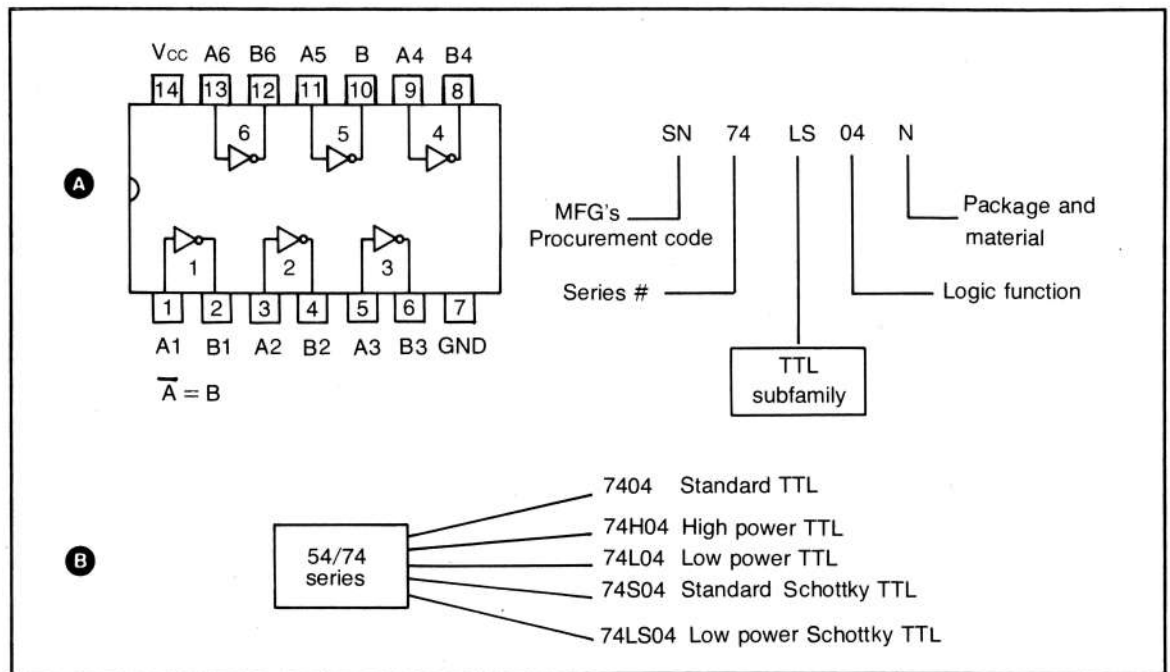 Vcc A6 B6 A5 B A4 B4
14 13 12 11 10 9 8
6 5 4
A
1 2 3
1 2 3 4 5 6 7
A1 B1 A2 B2 A3 B3 GND
A̅ = B
SN 74 LS 04 N
MFG's
Procurement code
Package and
material
Series #
Logic function
TTL
subfamily
B
54/74
series
7404 Standard TTL
74H04 High power TTL
74L04 Low power TTL
74S04 Standard Schottky TTL
74LS04 Low power Schottky TTL